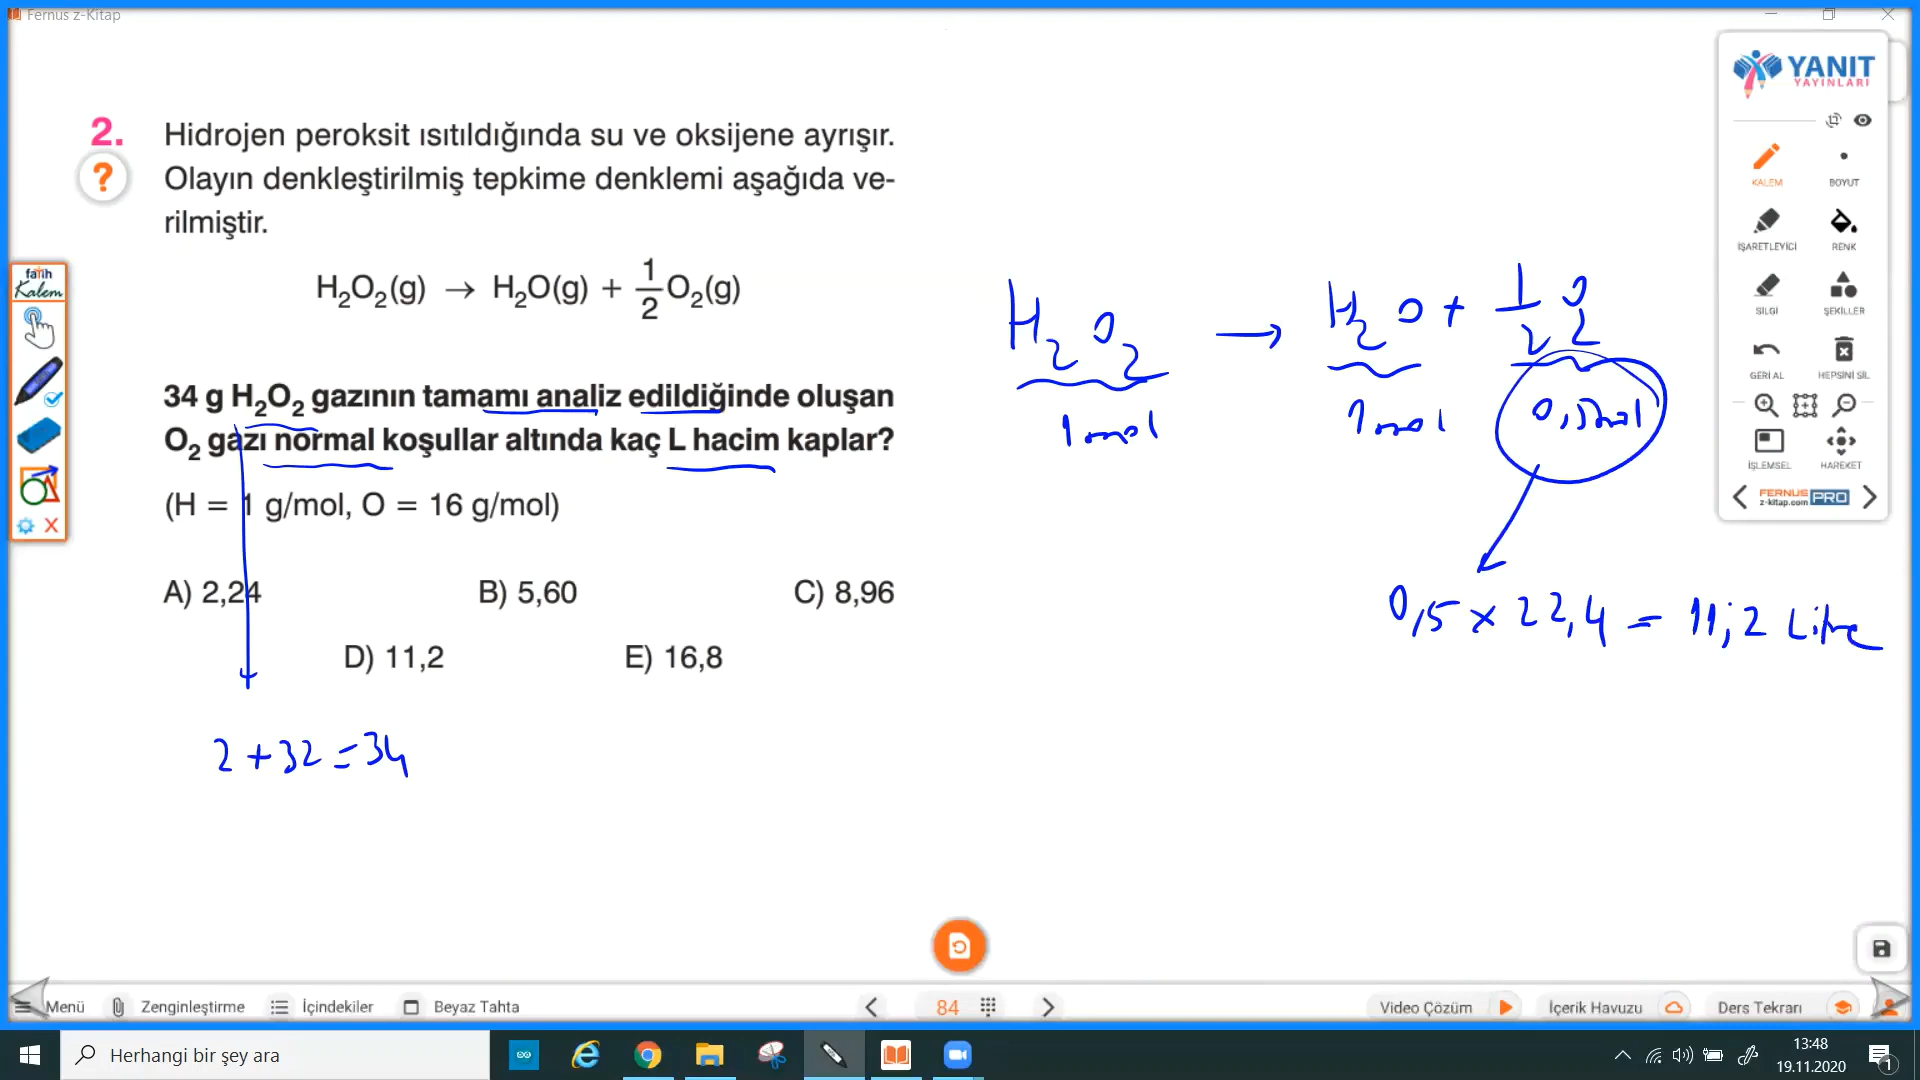 Fernus z-Kitap
2.
?
Hidrojen peroksit ısıtıldığında su ve oksijene ayrışır.
Olayın denkleştirilmiş tepkime denklemi aşağıda ve-
rilmiştir.
H₂O₂(g) → H₂O(g) + 1/2 O₂(g)
34 g H₂O₂ gazının tamamı analiz edildiğinde oluşan
O₂ gazı normal koşullar altında kaç L hacim kaplar?
(H = 1 g/mol, O = 16 g/mol)
A) 2,24
B) 5,60
C) 8,96
D) 11,2
E) 16,8
2 + 32 = 34
H₂O₂ → H₂O + 1/2 O₂
1 mol 1 mol 0,5 mol
0,5 x 22,4 = 11,2 Litre
fatih
Kalem
X
YANIT
YAYINLARI
KALEM
BOYUT
İŞARETLEYİCİ
RENK
SİLGİ
ŞEKİLLER
GERİ AL
HEPSİNİ SİL
İŞLEMSEL
HAREKET
FERNUS
z-kitap.com PRO
Menü
Zenginleştirme
İçindekiler
Beyaz Tahta
84
Video Çözüm
İçerik Havuzu
Ders Tekrarı
Herhangi bir şey ara
13:48
19.11.2020
1